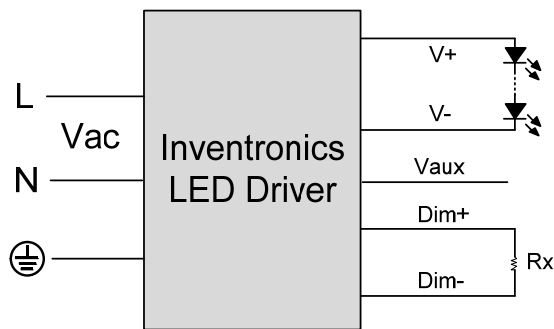 L
Vac
N
Inventronics
LED Driver
V+
V-
Vaux
Dim+
Rx
Dim-